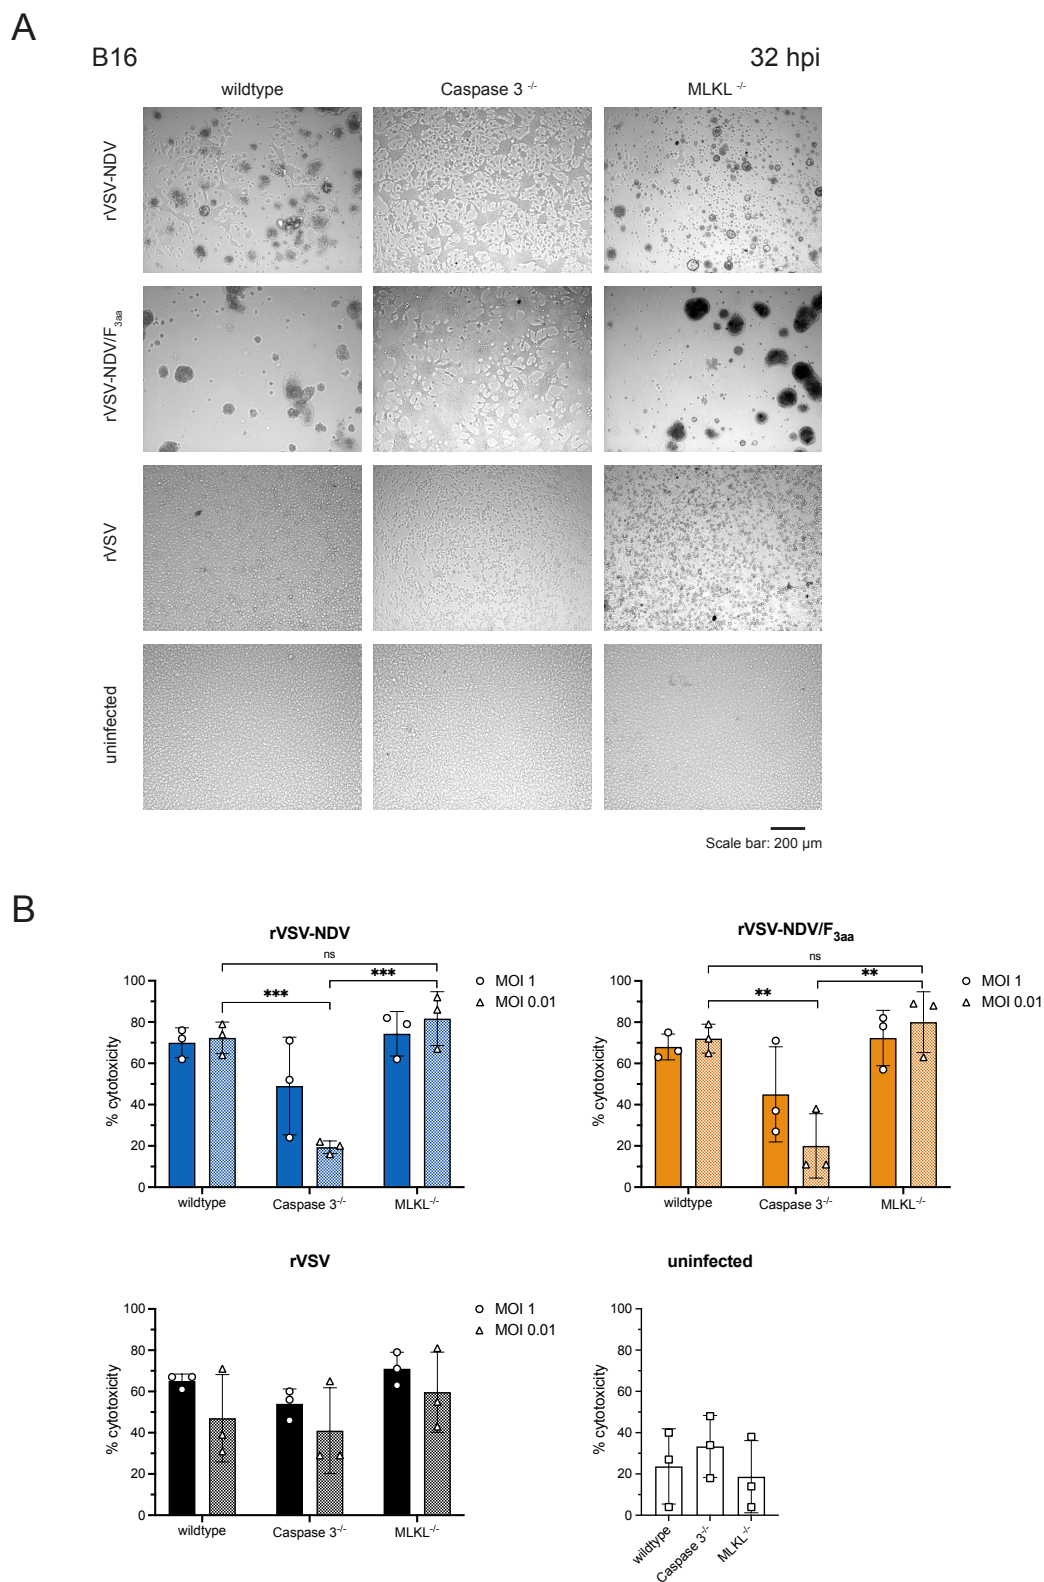 A
B16 32 hpi
wildtype Caspase 3 -/- MLKL -/-
rVSV-NDV
rVSV-NDV/F3aa
rVSV
uninfected
Scale bar: 200 µm
B
rVSV-NDV
ns
***
***
MOI 1
MOI 0.01
% cytotoxicity
100
80
60
40
20
0
wildtype Caspase 3-/- MLKL-/-
rVSV-NDV/F3aa
ns
**
**
MOI 1
MOI 0.01
% cytotoxicity
100
80
60
40
20
0
wildtype Caspase 3-/- MLKL-/-
rVSV
MOI 1
MOI 0.01
% cytotoxicity
100
80
60
40
20
0
wildtype Caspase 3-/- MLKL-/-
uninfected
% cytotoxicity
100
80
60
40
20
0
wildtype
Caspase 3-/-
MLKL-/-